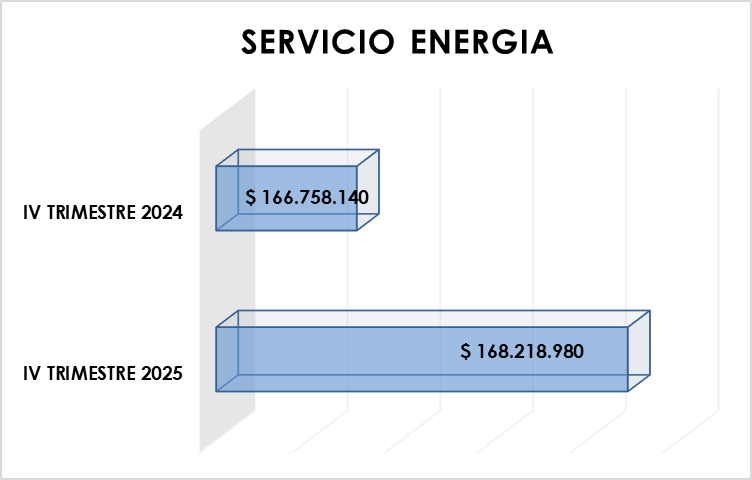 SERVICIO ENERGIA
IV TRIMESTRE 2024
$ 166.758.140
IV TRIMESTRE 2025
$ 168.218.980